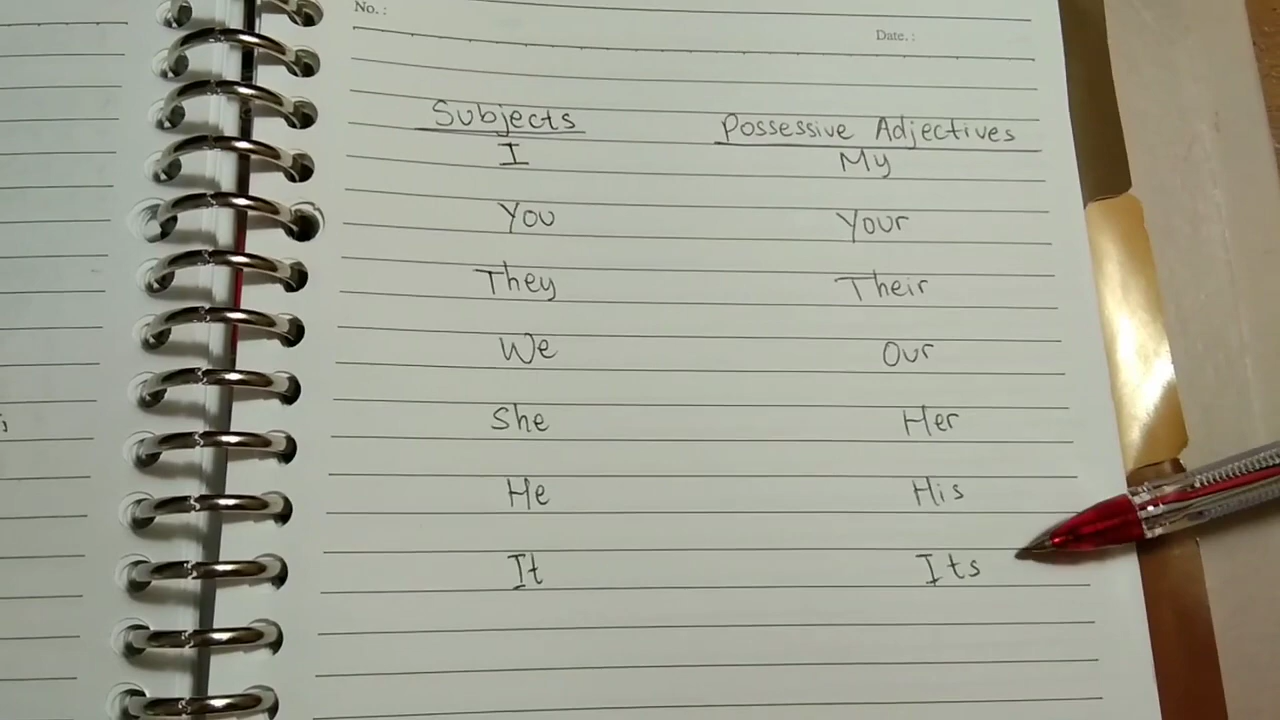 No. :
Date. :
Subjects Possessive Adjectives
I My
You Your
They Their
We Our
She Her
He His
It Its